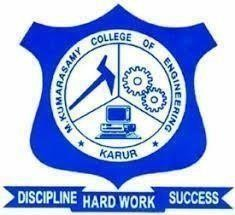 M.KUMARASAMY COLLEGE OF ENGINEERING
KARUR
DISCIPLINE HARD WORK SUCCESS